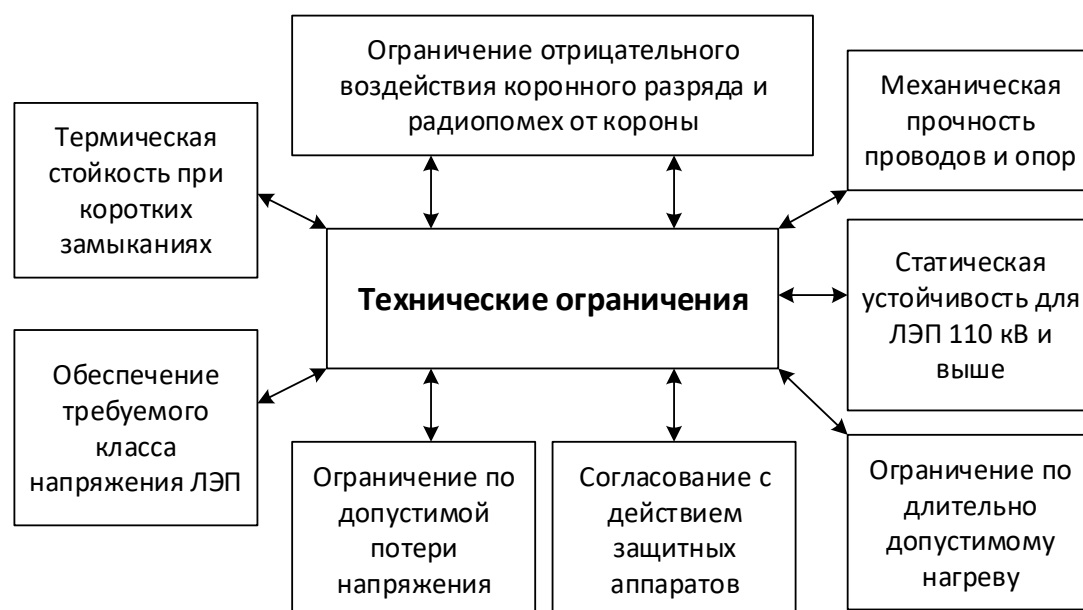 Ограничение отрицательного
воздействия коронного разряда и
радиопомех от короны
Механическая
прочность
проводов и опор
Термическая
стойкость при
коротких
замыканиях
Технические ограничения
Статическая
устойчивость для
ЛЭП 110 кВ и
выше
Обеспечение
требуемого
класса
напряжения ЛЭП
Ограничение по
допустимой
потери
напряжения
Согласование с
действием
защитных
аппаратов
Ограничение по
длительно
допустимому
нагреву